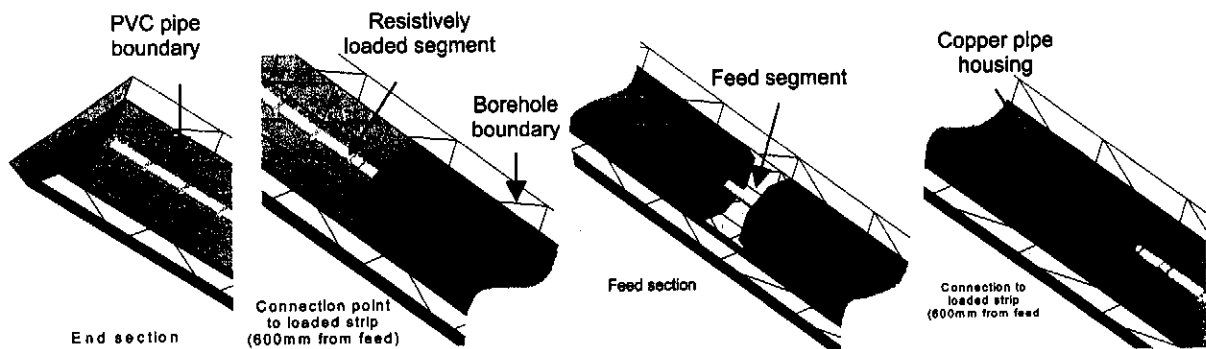 PVC pipe
boundary
Resistively
loaded segment
Borehole
boundary
Feed segment
Copper pipe
housing
End section
Connection point
to loaded strip
(600mm from feed)
Feed section
Connection to
loaded strip
(600mm from feed